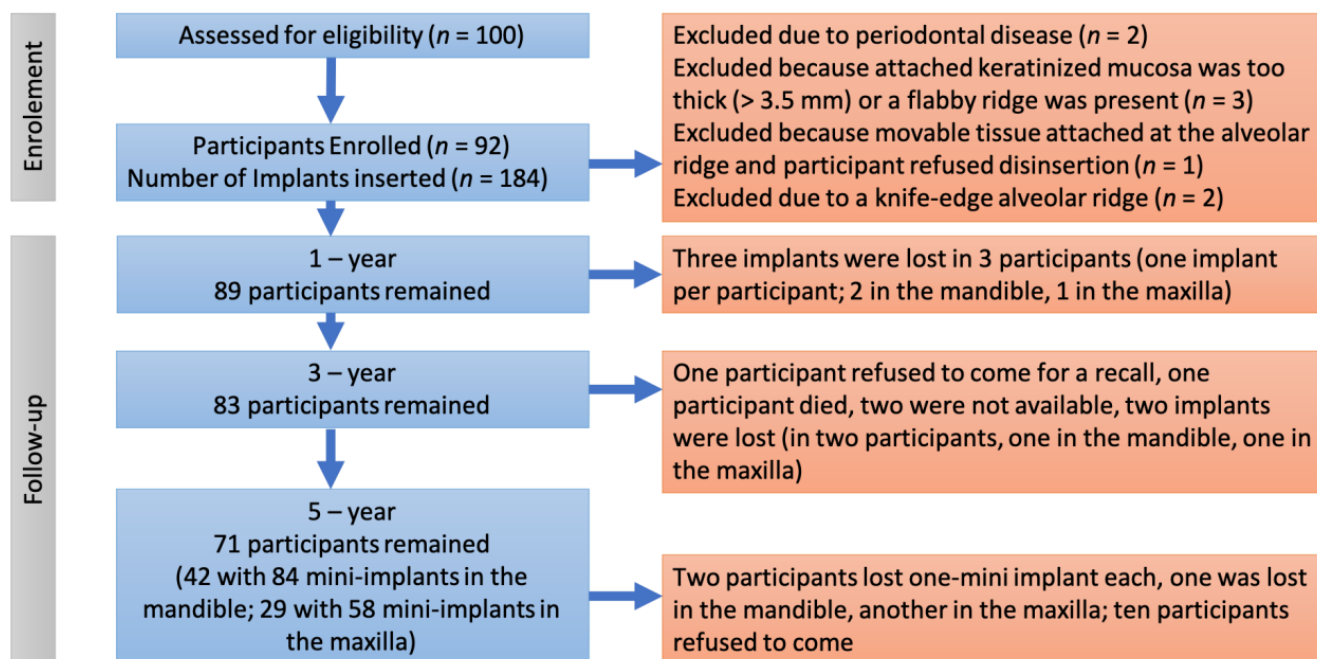 Enrolement
Assessed for eligibility (n = 100)
Participants Enrolled (n = 92)
Number of Implants inserted (n = 184)
Excluded due to periodontal disease (n = 2)
Excluded because attached keratinized mucosa was too
thick (> 3.5 mm) or a flabby ridge was present (n = 3)
Excluded because movable tissue attached at the alveolar
ridge and participant refused disinsertion (n = 1)
Excluded due to a knife-edge alveolar ridge (n = 2)
Follow-up
1 – year
89 participants remained
Three implants were lost in 3 participants (one implant
per participant; 2 in the mandible, 1 in the maxilla)
3 – year
83 participants remained
One participant refused to come for a recall, one
participant died, two were not available, two implants
were lost (in two participants, one in the mandible, one in
the maxilla)
5 – year
71 participants remained
(42 with 84 mini-implants in the
mandible; 29 with 58 mini-implants in
the maxilla)
Two participants lost one-mini implant each, one was lost
in the mandible, another in the maxilla; ten participants
refused to come